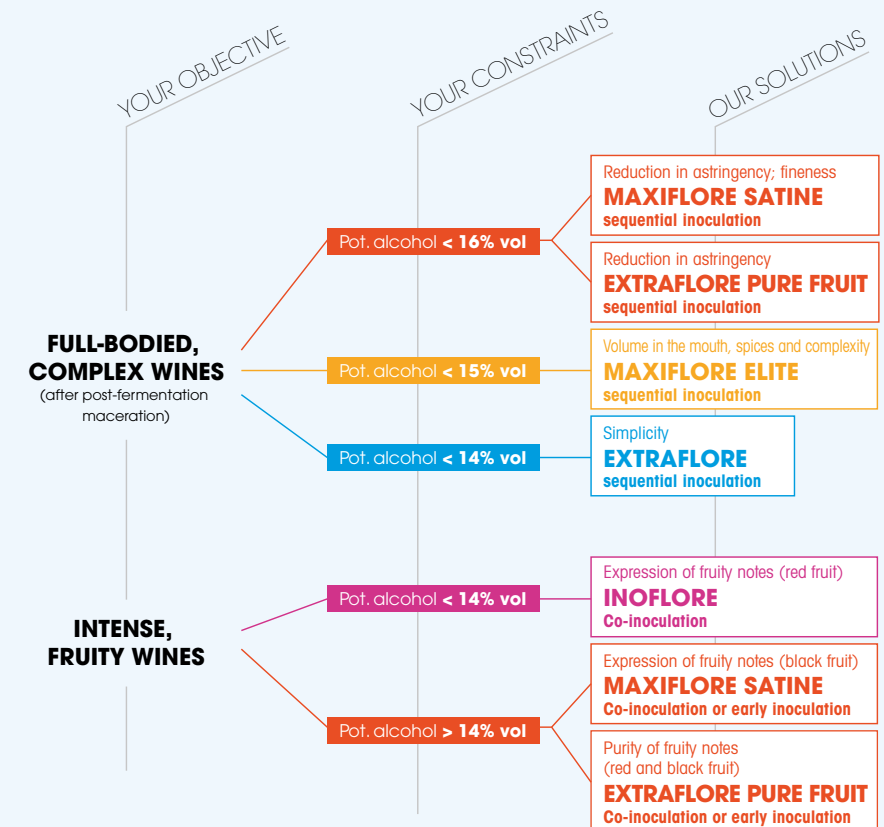 YOUR OBJECTIVE
YOUR CONSTRAINTS
OUR SOLUTIONS
FULL-BODIED,
COMPLEX WINES
(after post-fermentation
maceration)
Pot. alcohol < 16% vol
Reduction in astringency; fineness
MAXIFLORE SATINE
sequential inoculation
Reduction in astringency
EXTRAFLORE PURE FRUIT
sequential inoculation
Pot. alcohol < 15% vol
Volume in the mouth, spices and complexity
MAXIFLORE ELITE
sequential inoculation
Pot. alcohol < 14% vol
Simplicity
EXTRAFLORE
sequential inoculation
INTENSE,
FRUITY WINES
Pot. alcohol < 14% vol
Expression of fruity notes (red fruit)
INOFLORE
Co-inoculation
Pot. alcohol > 14% vol
Expression of fruity notes (black fruit)
MAXIFLORE SATINE
Co-inoculation or early inoculation
Purity of fruity notes
(red and black fruit)
EXTRAFLORE PURE FRUIT
Co-inoculation or early inoculation